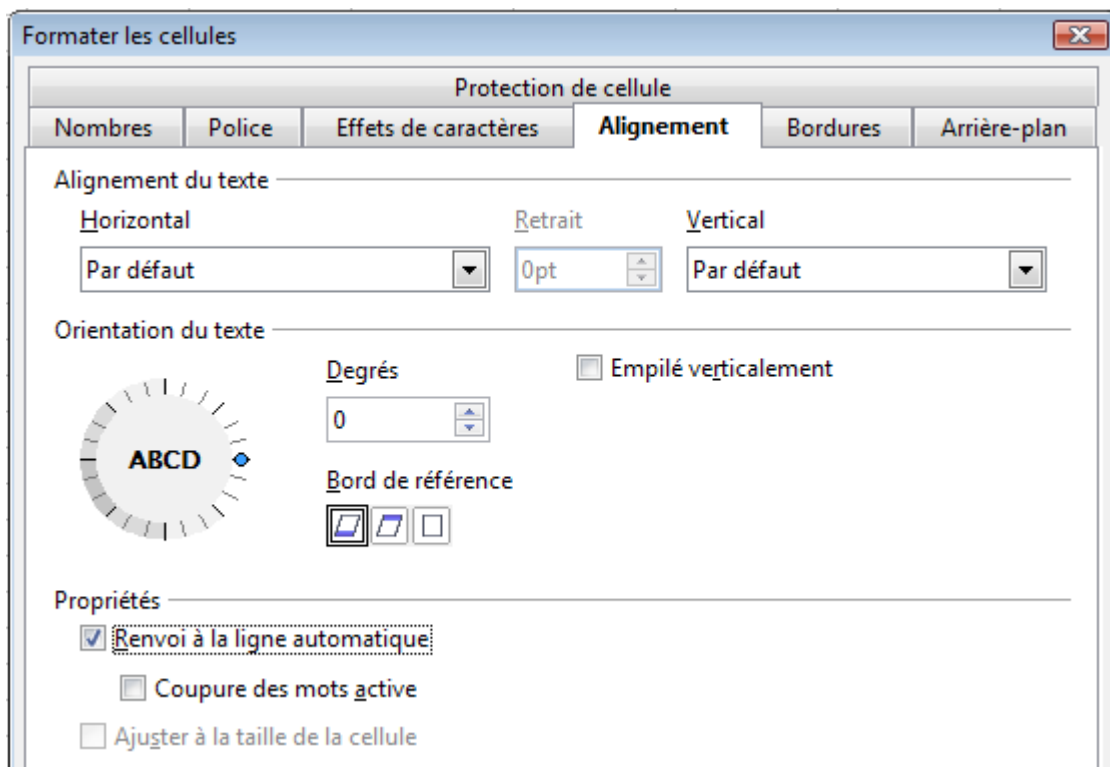 Formater les cellules
Protection de cellule
Nombres Police Effets de caractères Alignement Bordures Arrière-plan
Alignement du texte
Horizontal Retrait Vertical
Par défaut 0pt Par défaut
Orientation du texte
Degrés Empilé verticalement
0
ABCD
Bord de référence
Propriétés
Renvoi à la ligne automatique
Coupure des mots active
Ajuster à la taille de la cellule